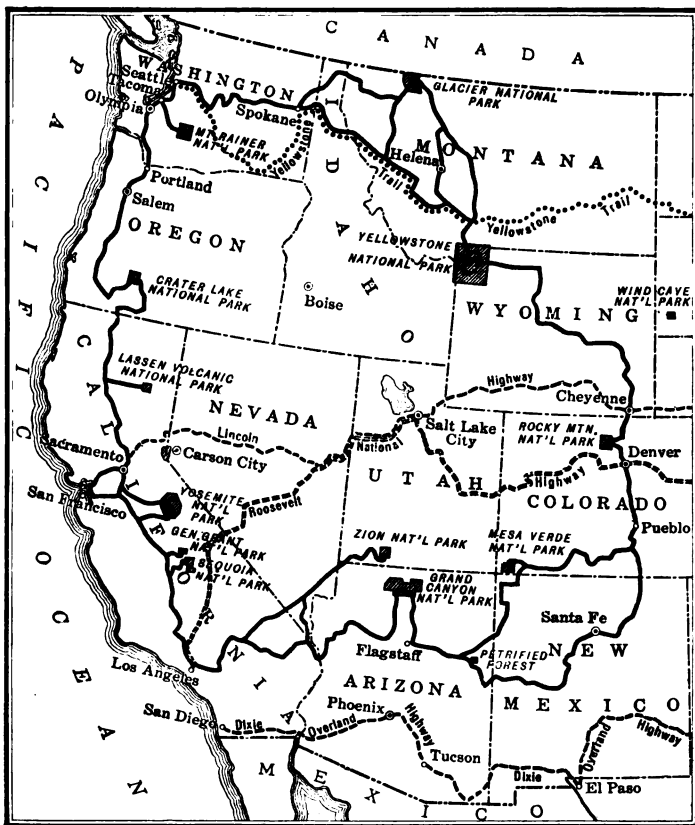 CANADA
PACIFIC OCEAN
WASHINGTON
Seattle
Tacoma
Olympia
Spokane
MT. RAINER
NAT'L PARK
Yellowstone
Trail
GLACIER NATIONAL
PARK
MONTANA
Helena
IDAHO
Yellowstone Trail
Portland
Salem
OREGON
YELLOWSTONE
NATIONAL PARK
CRATER LAKE
NATIONAL PARK
Boise
WYOMING
WIND CAVE
NAT'L PARK
CALIFORNIA
LASSEN VOLCANIC
NATIONAL PARK
NEVADA
Highway
Cheyenne
Lincoln
National
Salt Lake
City
ROCKY MTN.
NAT'L PARK
Sacramento
Carson City
Denver
UTAH
Highway
San Francisco
YOSEMITE
NAT'L
PARK
Roosevelt
COLORADO
Pueblo
GEN. GRANT
NAT'L PARK
SEQUOIA
NAT'L PARK
ZION NAT'L PARK
MESA VERDE
NAT'L PARK
GRAND
CANYON
NAT'L PARK
Santa Fe
Flagstaff
PETRIFIED
FOREST
NEW
Los Angeles
ARIZONA
MEXICO
San Diego
Dixie
Overland
Phoenix
Highway
Overland
Highway
Tucson
Dixie
El Paso
MEXICO